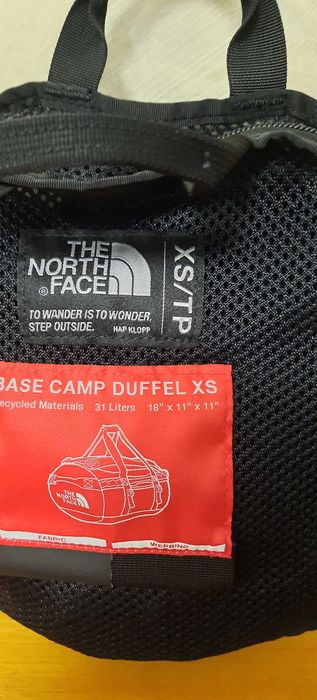 THE
NORTH
FACE®
XS/TP
TO WANDER IS TO WONDER,
STEP OUTSIDE. HAP KLOPP
BASE CAMP DUFFEL XS
ecycled Materials 31 Liters 18" x 11" x 11"
THE
NORTH
FACE
FABRIC WEBBING